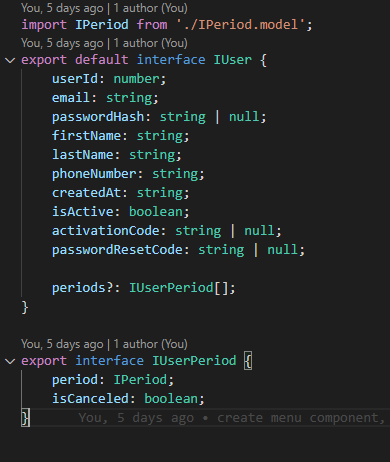 You, 5 days ago | 1 author (You)
import IPeriod from './IPeriod.model';
You, 5 days ago | 1 author (You)
export default interface IUser {
    userId: number;
    email: string;
    passwordHash: string | null;
    firstName: string;
    lastName: string;
    phoneNumber: string;
    createdAt: string;
    isActive: boolean;
    activationCode: string | null;
    passwordResetCode: string | null;

    periods?: IUserPeriod[];
}

You, 5 days ago | 1 author (You)
export interface IUserPeriod {
    period: IPeriod;
    isCanceled: boolean;
}        You, 5 days ago • create menu component,